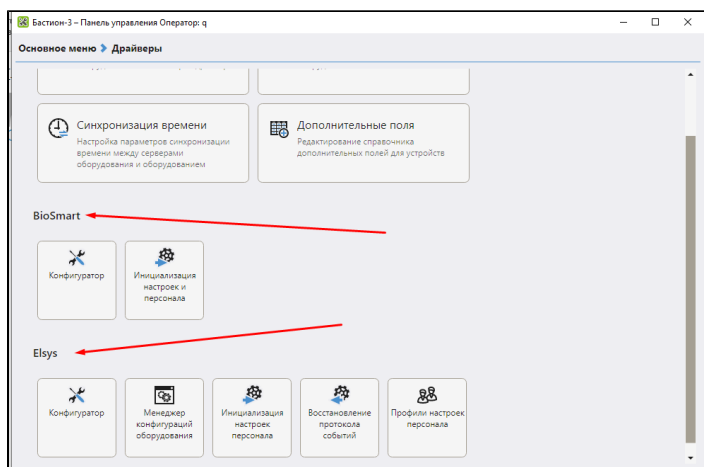 Бастион-3 – Панель управления Оператор: q
Основное меню Драйверы
Синхронизация времени
Настройка параметров синхронизации
времени между серверами
оборудования и оборудованием
Дополнительные поля
Редактирование справочника
дополнительных полей для устройств
BioSmart
Конфигуратор
Инициализация
настроек и
персонала
Elsys
Конфигуратор
Менеджер
конфигураций
оборудования
Инициализация
настроек
персонала
Восстановление
протокола
событий
Профили настроек
персонала